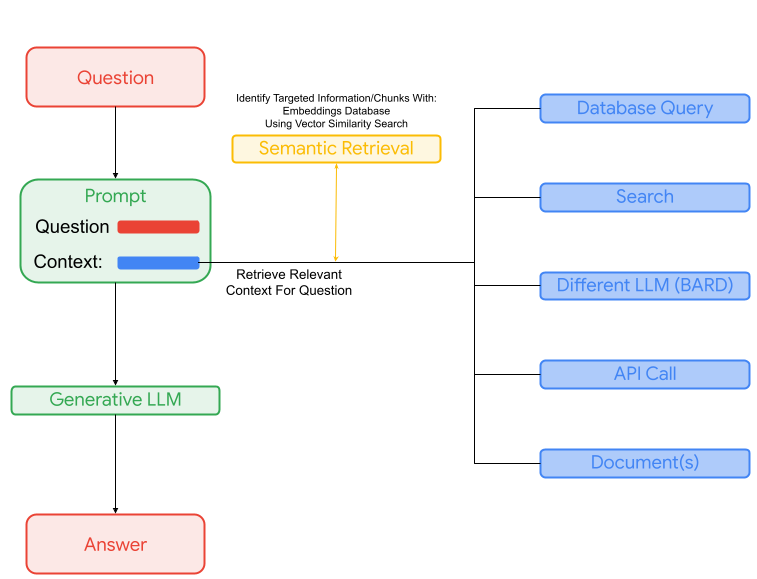 Question
Identify Targeted Information/Chunks With:
Embeddings Database
Using Vector Similarity Search
Semantic Retrieval
Prompt
Question
Context:
Retrieve Relevant
Context For Question
Generative LLM
Answer
Database Query
Search
Different LLM (BARD)
API Call
Document(s)